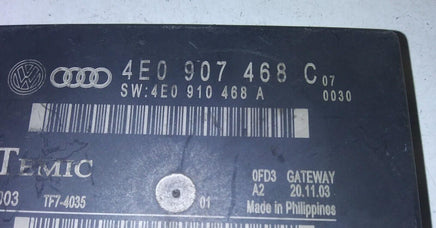 4E0 907 468 C 07
SW:4E0 910 468 A 0030
TEMIC
0FD3 GATEWAY
003 TF7-4035 01 A2 20.11.03
Made in Philippines